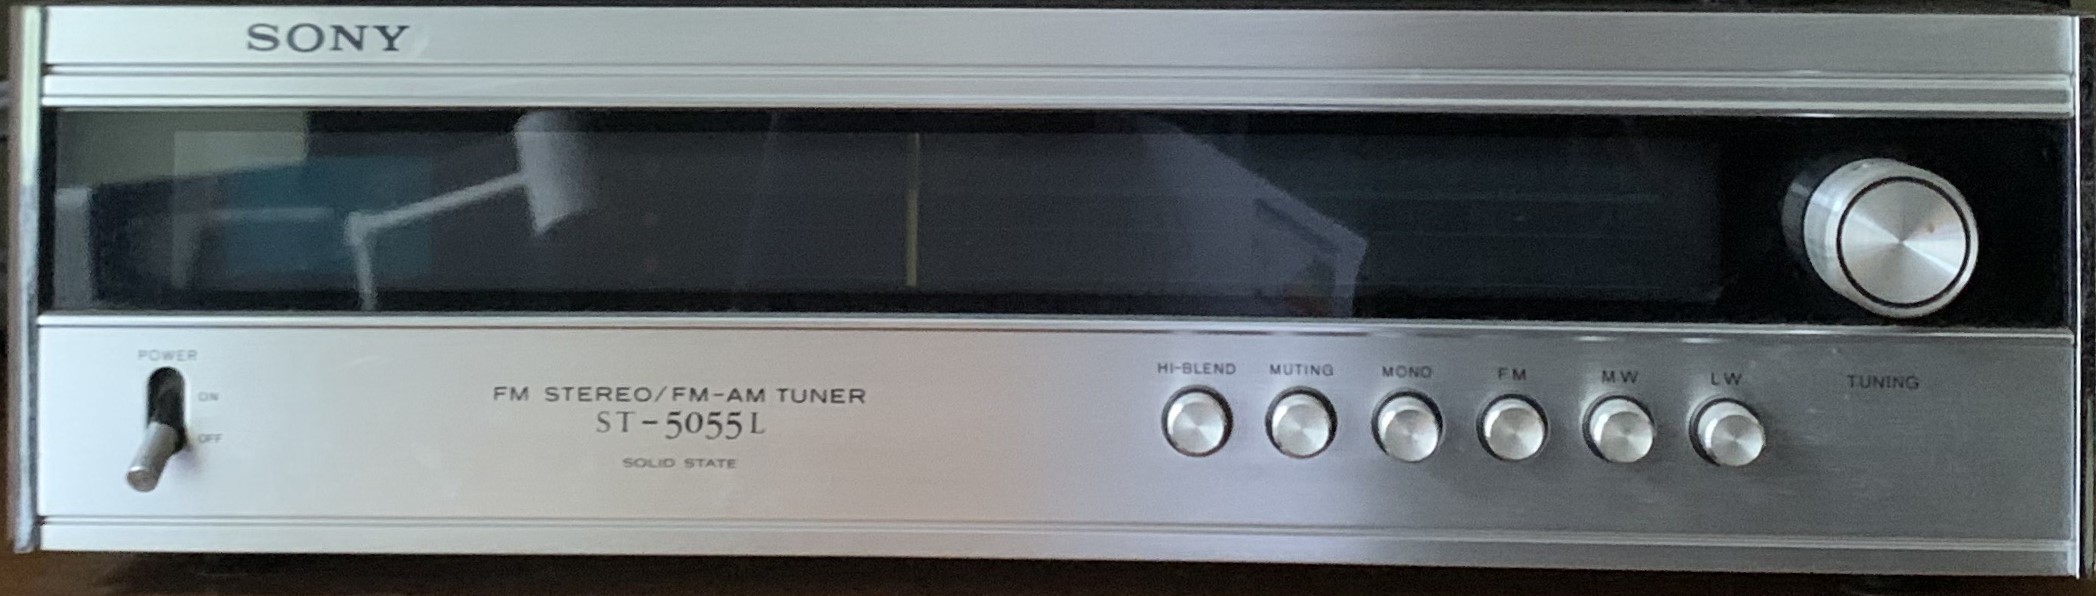 SONY
POWER
ON
OFF
FM STEREO/FM-AM TUNER
ST-5055L
SOLID STATE
HI-BLEND MUTING MONO FM MW LW TUNING